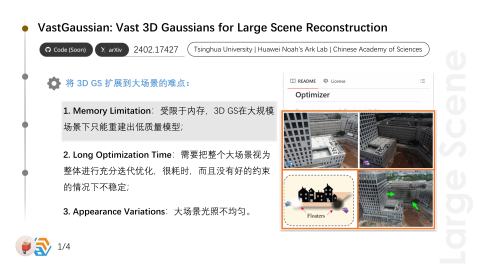 VastGaussian: Vast 3D Gaussians for Large Scene Reconstruction
Code (Soon) arXiv 2402.17427 Tsinghua University | Huawei Noah's Ark Lab | Chinese Academy of Sciences
将 3D GS 扩展到大场景的难点：
1. Memory Limitation：受限于内存，3D GS在大规模
场景下只能重建出低质量模型;
2. Long Optimization Time：需要把整个大场景视为
整体进行充分迭代优化，很耗时，而且没有好的约束
的情况下不稳定;
3. Appearance Variations：大场景光照不均匀。
README License
Optimizer
Floaters
Large Scene
1/4